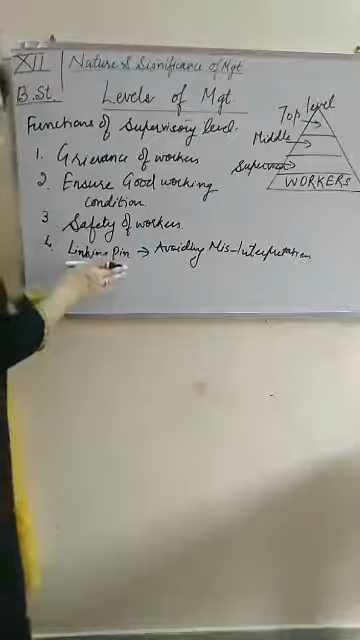 XII Nature & Significance of Mgt
B.St. Levels of Mgt.
Functions of Supervisory level.
1. Grievance of workers
2. Ensure Good working
condition.
3 Safety of workers
4. Linking Pin → Avoiding Mis-Interpretation
Top level
Middle
WORKERS